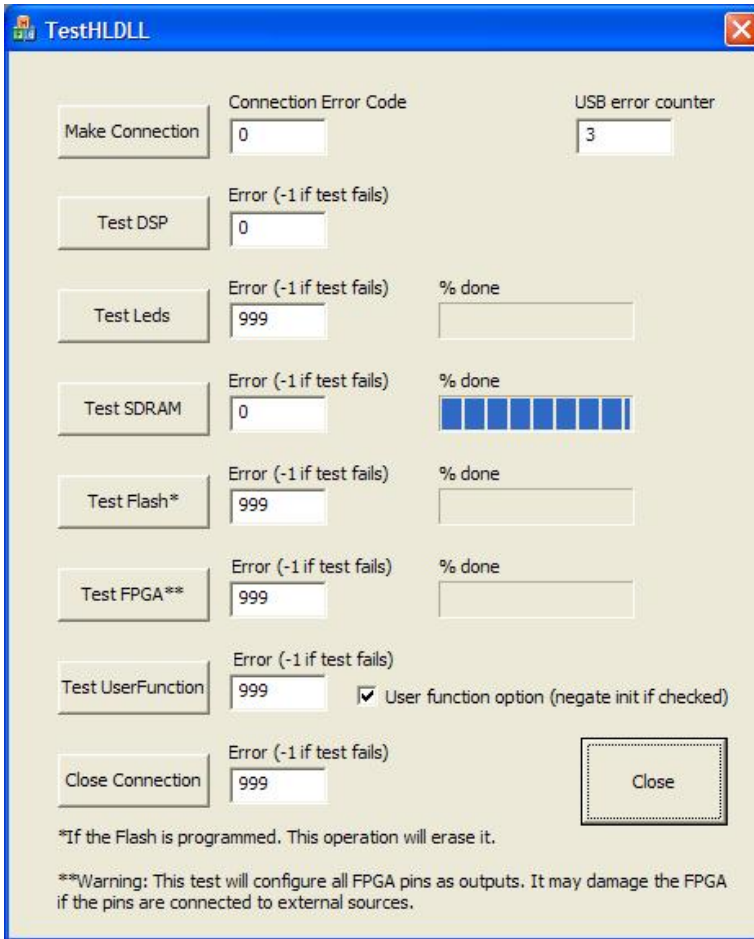 TestHLDLL
Connection Error Code
USB error counter
Make Connection
0
3
Error (-1 if test fails)
Test DSP
0
Error (-1 if test fails)
% done
Test Leds
999
Error (-1 if test fails)
% done
Test SDRAM
0
Error (-1 if test fails)
% done
Test Flash*
999
Error (-1 if test fails)
% done
Test FPGA**
999
Error (-1 if test fails)
Test UserFunction
999
User function option (negate init if checked)
Error (-1 if test fails)
Close Connection
999
Close
*If the Flash is programmed. This operation will erase it.
**Warning: This test will configure all FPGA pins as outputs. It may damage the FPGA
if the pins are connected to external sources.